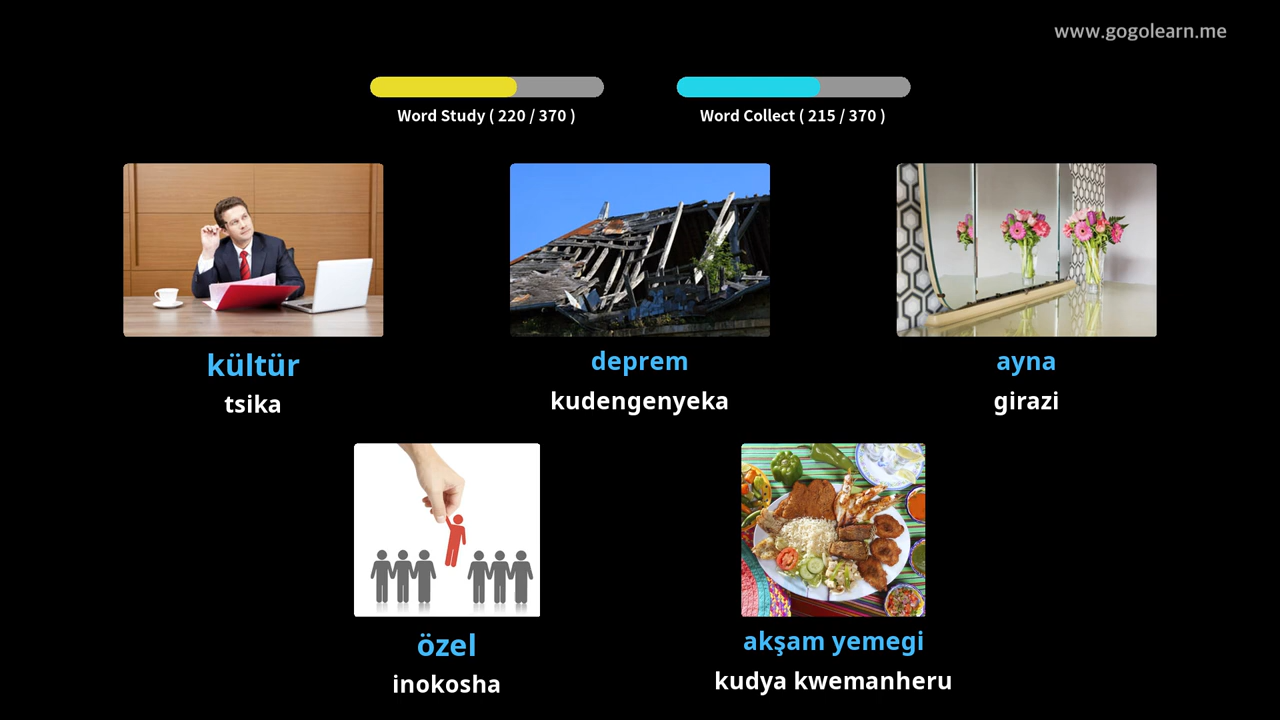 www.gogolearn.me
Word Study ( 220 / 370 )
Word Collect ( 215 / 370 )
kültür
tsika
deprem
kudengenyeka
ayna
girazi
özel
inokosha
akşam yemegi
kudya kwemanheru